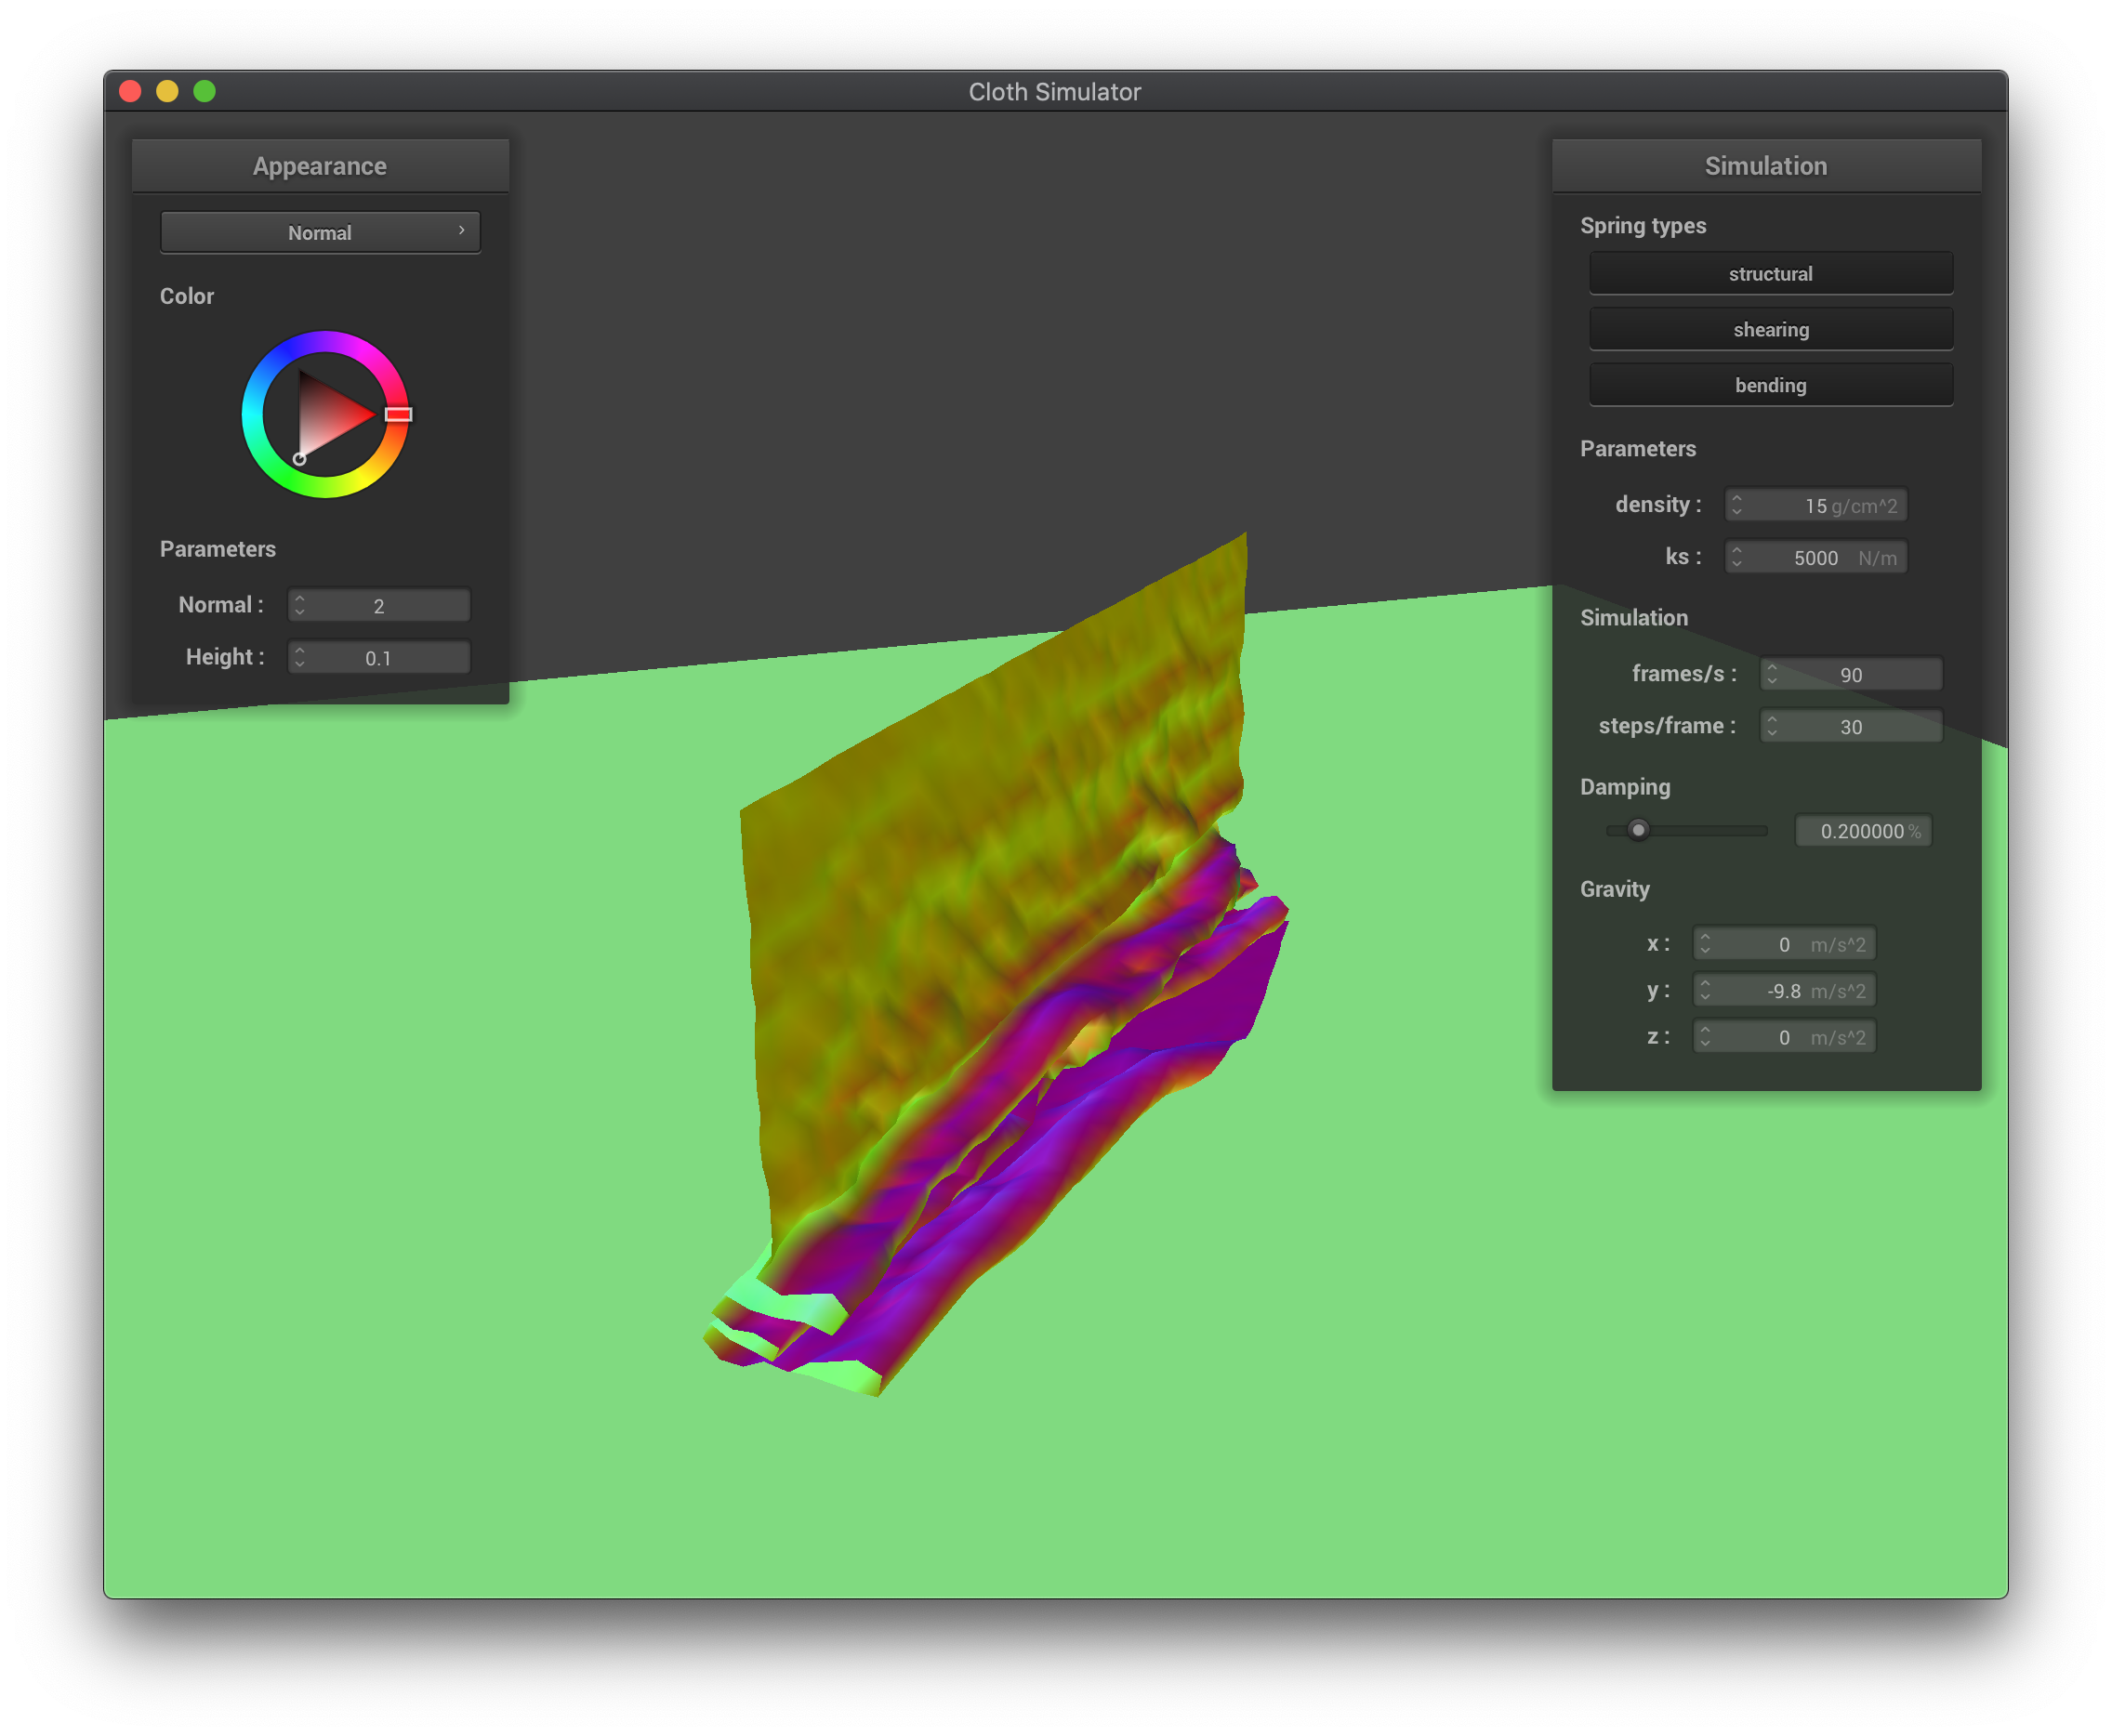 Cloth Simulator
Appearance
Normal
Color
Parameters
Normal : 2
Height : 0.1
Simulation
Spring types
structural
shearing
bending
Parameters
density : 15 g/cm^2
ks : 5000 N/m
Simulation
frames/s : 90
steps/frame : 30
Damping
0.200000 %
Gravity
x : 0 m/s^2
y : -9.8 m/s^2
z : 0 m/s^2